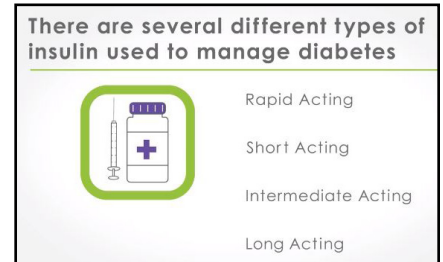 There are several different types of
insulin used to manage diabetes
Rapid Acting
Short Acting
Intermediate Acting
Long Acting